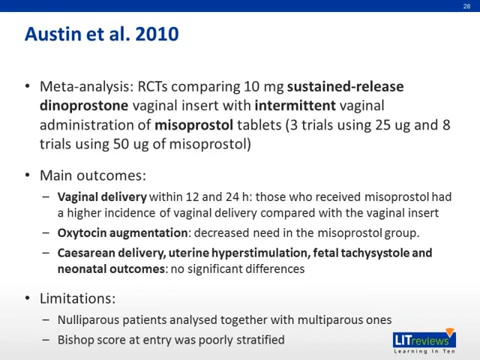 28
Austin et al. 2010
• Meta-analysis: RCTs comparing 10 mg sustained-release
dinoprostone vaginal insert with intermittent vaginal
administration of misoprostol tablets (3 trials using 25 ug and 8
trials using 50 ug of misoprostol)
• Main outcomes:
– Vaginal delivery within 12 and 24 h: those who received misoprostol had
a higher incidence of vaginal delivery compared with the vaginal insert
– Oxytocin augmentation: decreased need in the misoprostol group.
– Caesarean delivery, uterine hyperstimulation, fetal tachysystole and
neonatal outcomes: no significant differences
• Limitations:
– Nulliparous patients analysed together with multiparous ones
– Bishop score at entry was poorly stratified
LITreviews
Learning In Ten